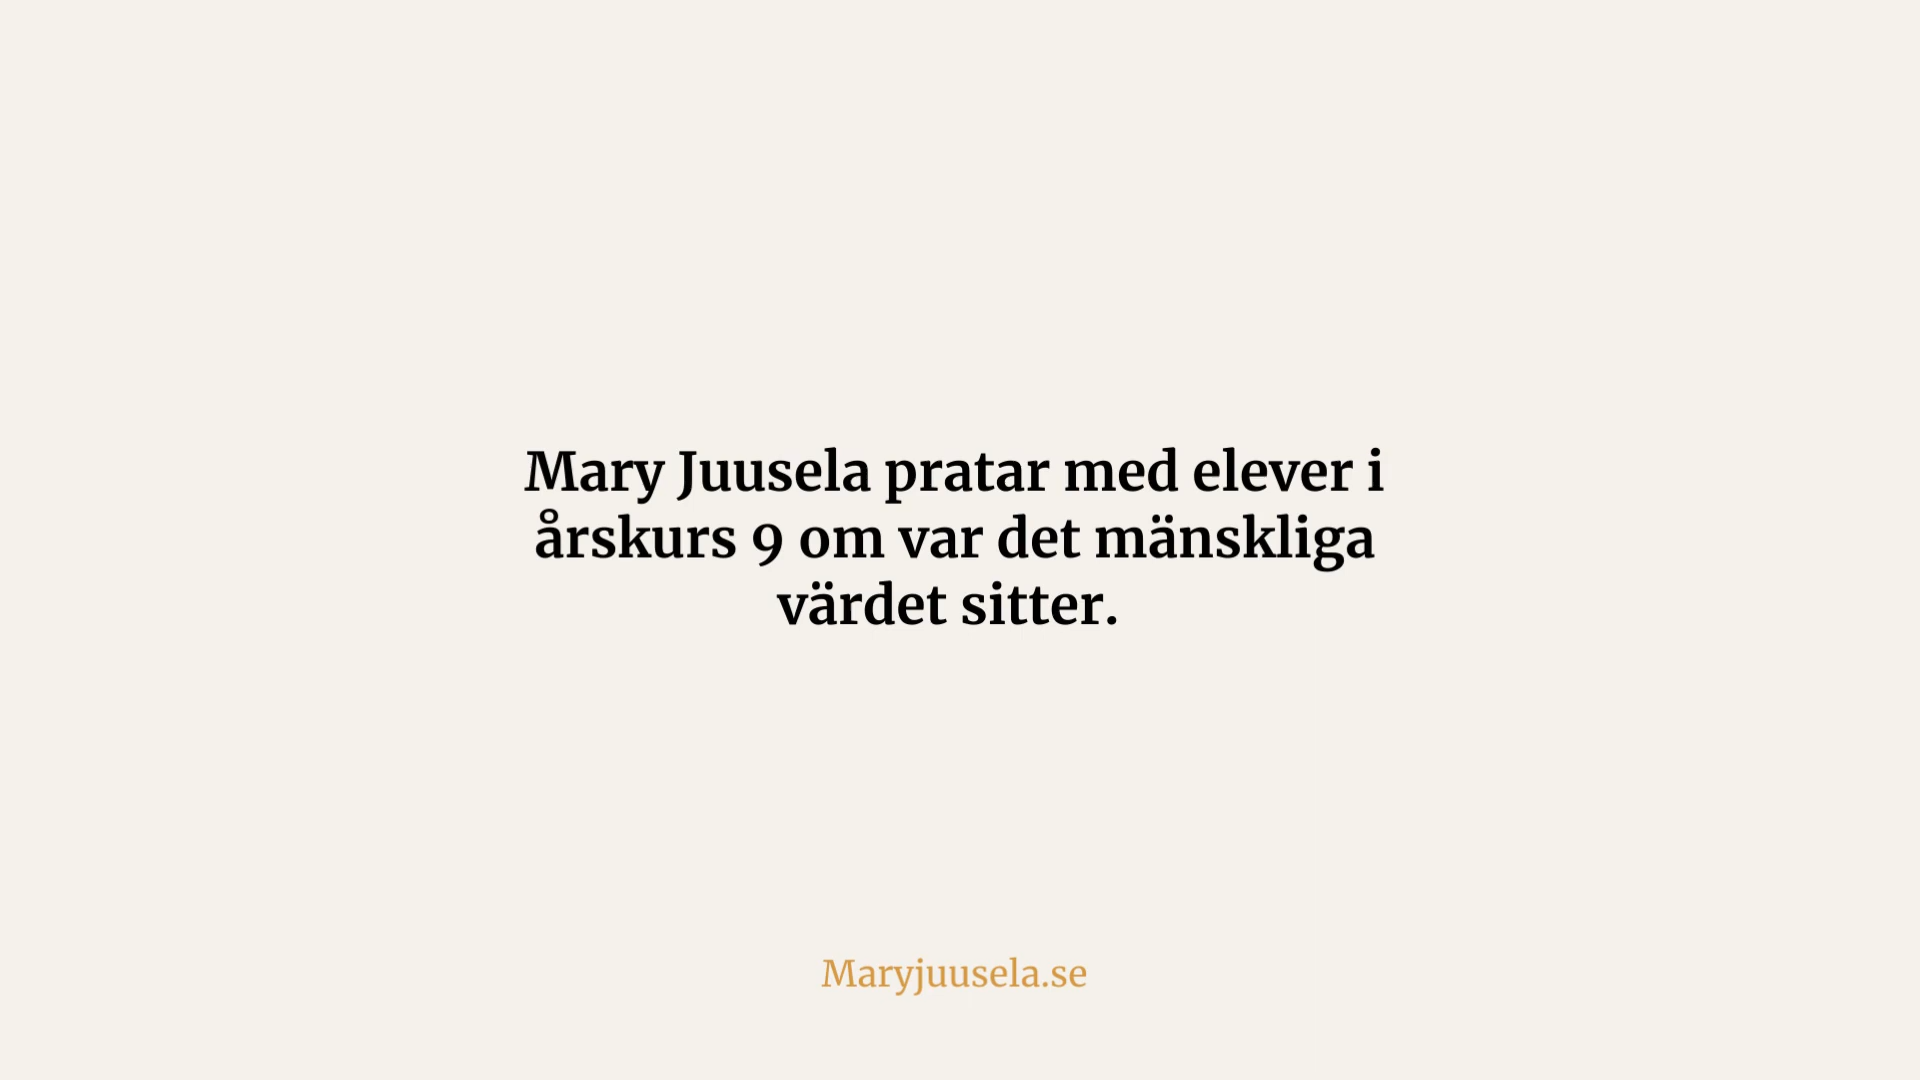 Mary Juusela pratar med elever i
årskurs 9 om var det mänskliga
värdet sitter.
Maryjuusela.se